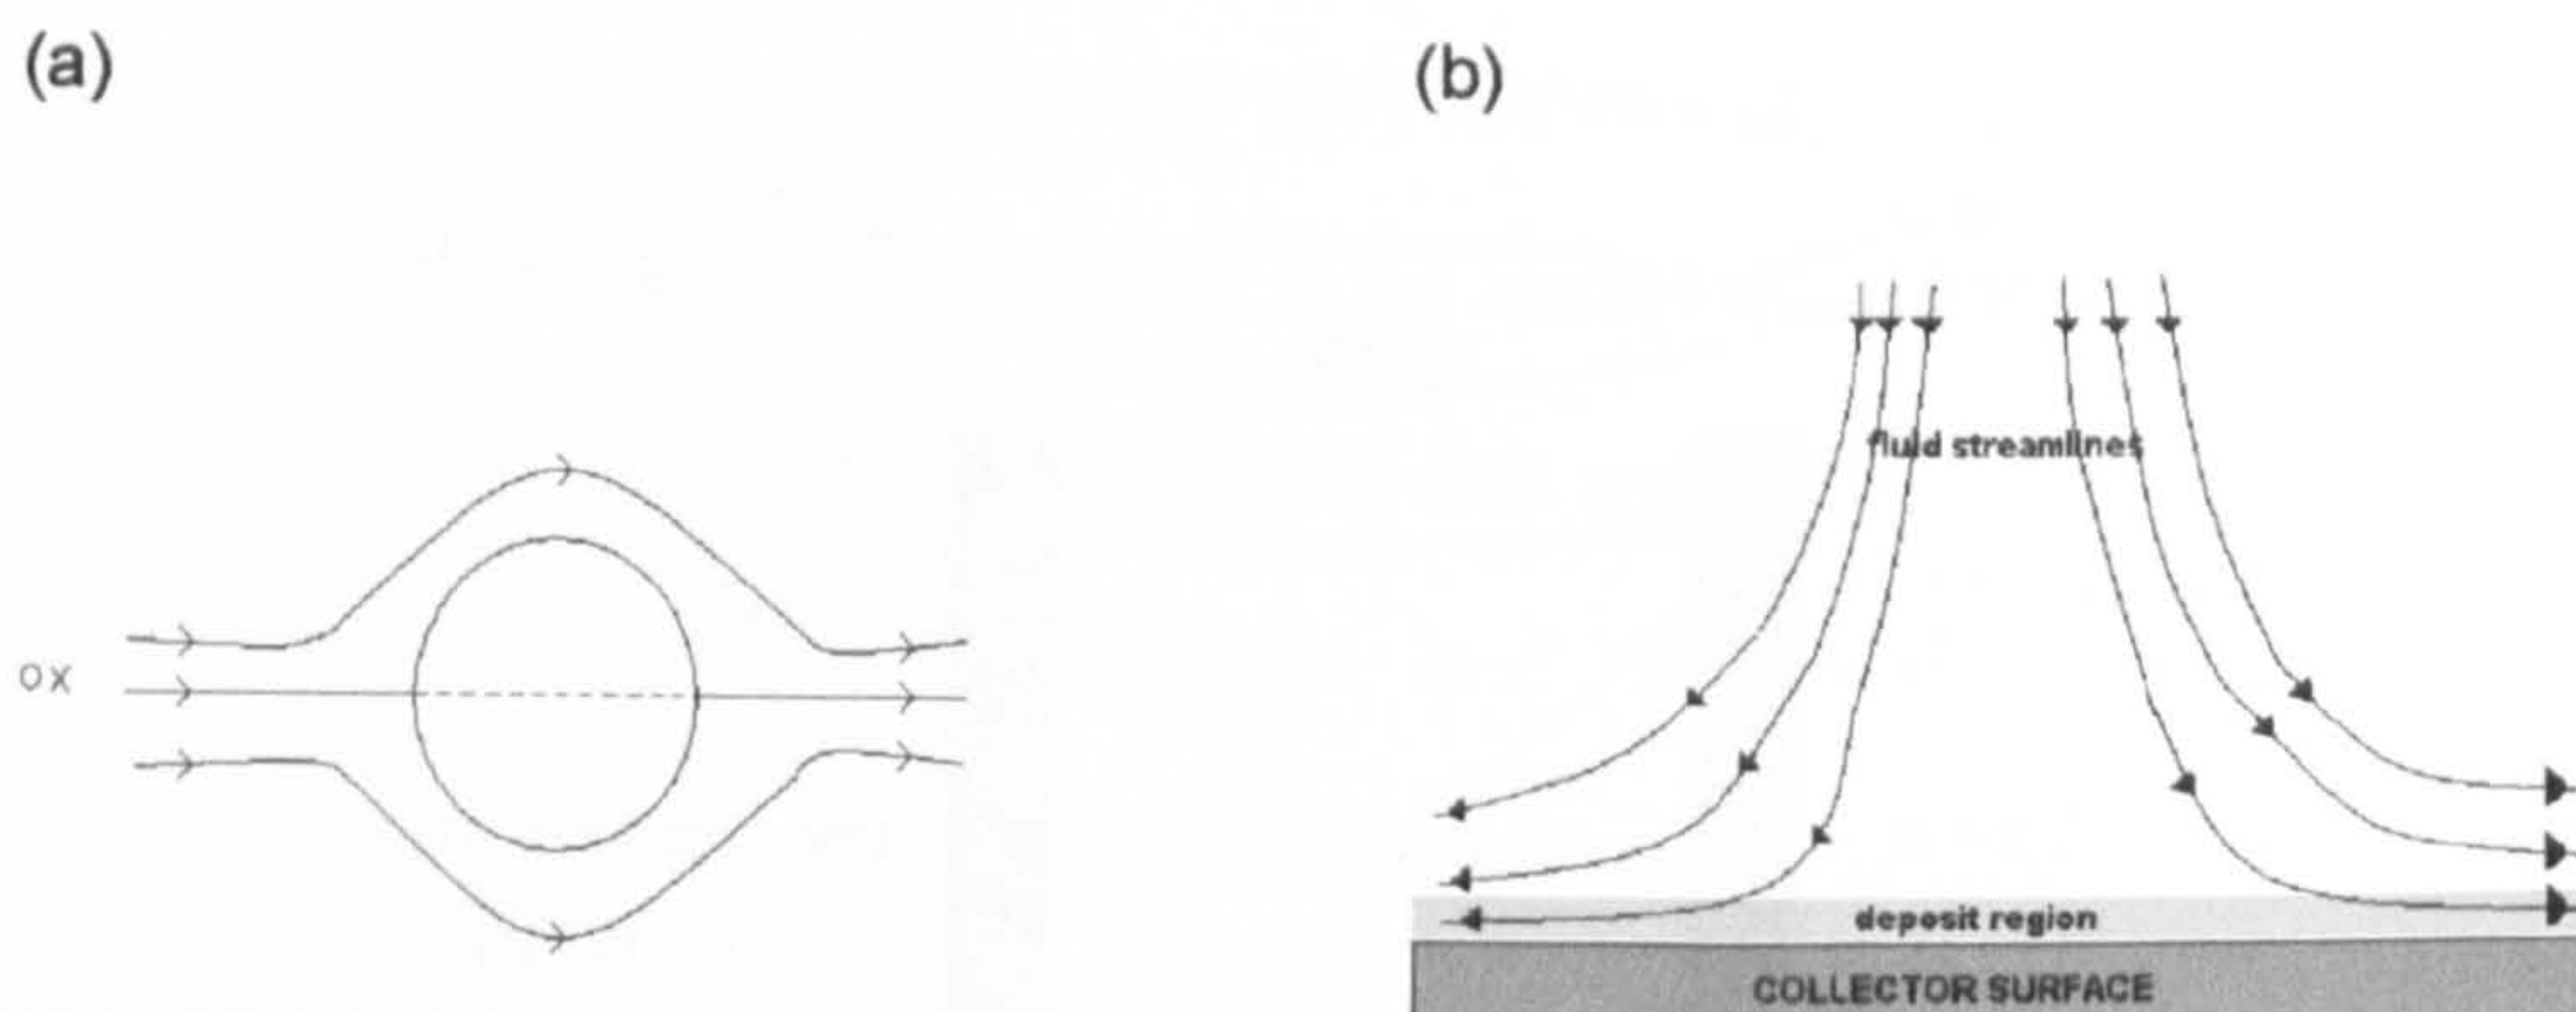 (a)
(b)
fluid streamlines
OX
deposit region
COLLECTOR SURFACE